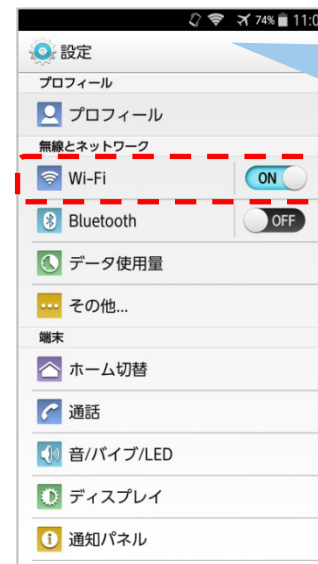 74% 11:0
設定
プロフィール
プロフィール
無線とネットワーク
Wi-Fi ON
Bluetooth OFF
データ使用量
その他...
端末
ホーム切替
通話
音/バイブ/LED
ディスプレイ
通知パネル